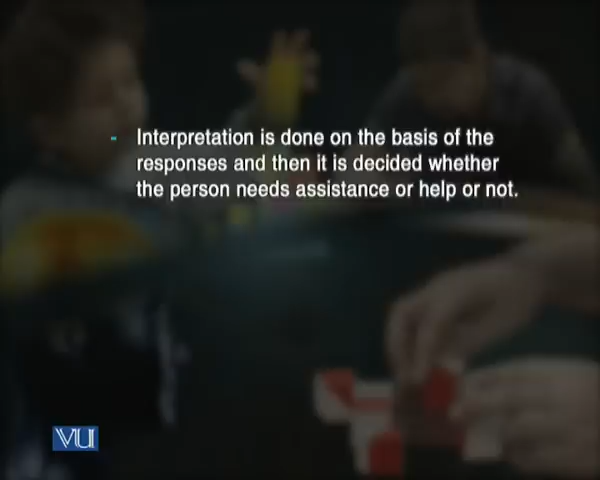 - Interpretation is done on the basis of the
responses and then it is decided whether
the person needs assistance or help or not.
VU